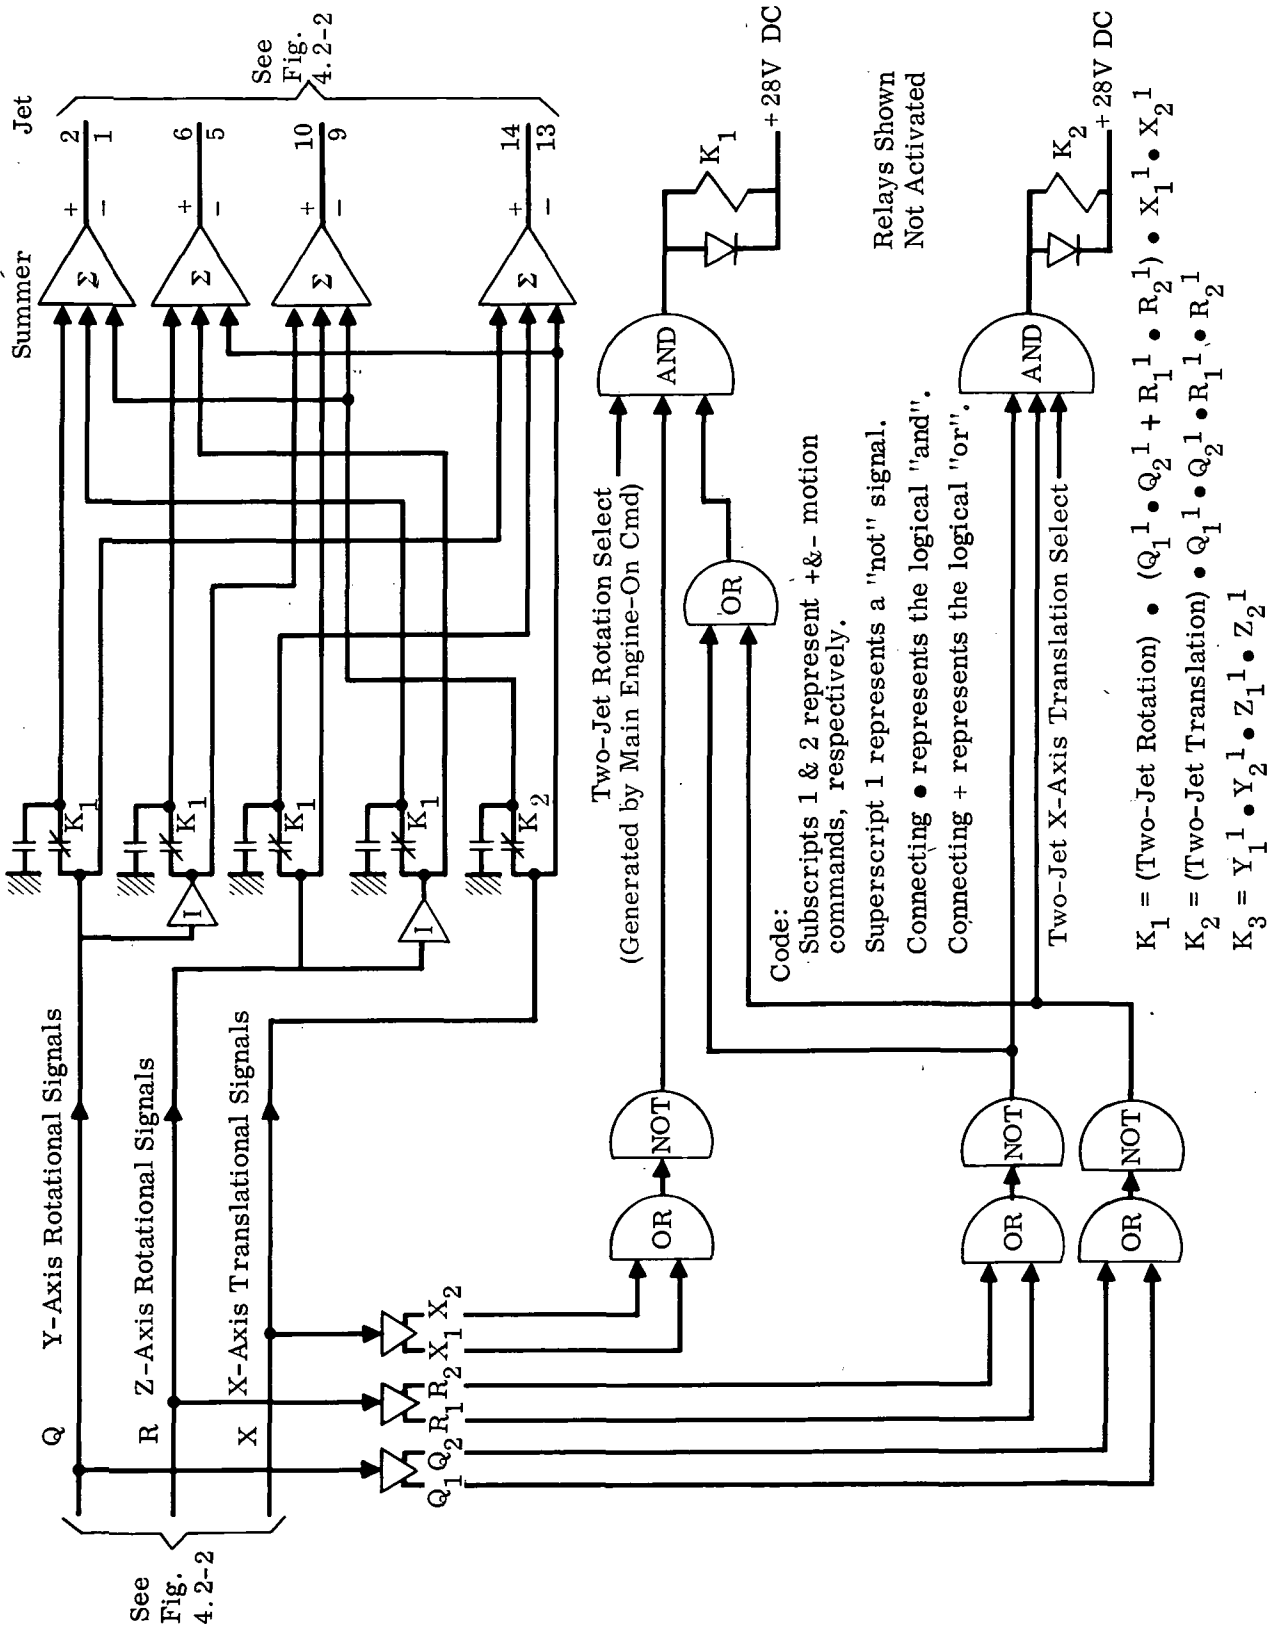 See
Fig.
4.2-2
Q
Y-Axis Rotational Signals
R
Z-Axis Rotational Signals
X
X-Axis Translational Signals
Summer
Jet
See
Fig.
4.2-2
K1
K1
K1
K1
K2
I
I
Σ
+
2
−
1
Σ
+
6
−
5
Σ
+
10
−
9
Σ
+
14
−
13
Q1 Q2
R1 R2
X1 X2
OR
NOT
OR
NOT
OR
NOT
Two-Jet Rotation Select
(Generated by Main Engine-On Cmd)
OR
AND
K1
+28V DC
Code:
Subscripts 1 & 2 represent +&- motion
commands, respectively.
Superscript 1 represents a "not" signal.
Connecting • represents the logical "and".
Connecting + represents the logical "or".
Relays Shown
Not Activated
Two-Jet X-Axis Translation Select
AND
K2
+28V DC
K1 = (Two-Jet Rotation) • (Q1^1 • Q2^1 + R1^1 • R2^1) • X1^1 • X2^1
K2 = (Two-Jet Translation) • Q1^1 • Q2^1 • R1^1 • R2^1
K3 = Y1^1 • Y2^1 • Z1^1 • Z2^1